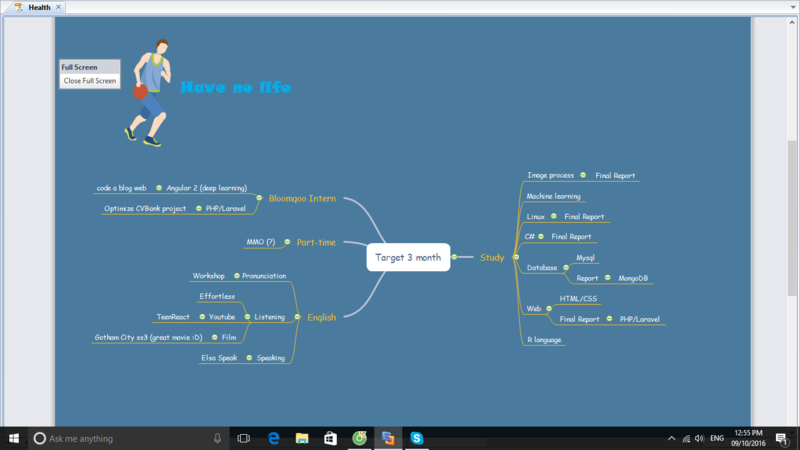 Health
Full Screen
Close Full Screen
Have no life
code a blog web
Angular 2 (deep learning)
Optimize CVBank project
PHP/Laravel
Bloomgoo Intern
MMO (?)
Part-time
Workshop
Pronunciation
Effortless
TeenReact
Youtube
Listening
Gotham City ss3 (great movie :D)
Film
Elsa Speak
Speaking
English
Target 3 month
Study
Image process
Final Report
Machine learning
Linux
Final Report
C#
Final Report
Database
Mysql
Report
MongoDB
Web
HTML/CSS
Final Report
PHP/Laravel
R language
Ask me anything
ENG
12:55 PM
09/10/2016
1